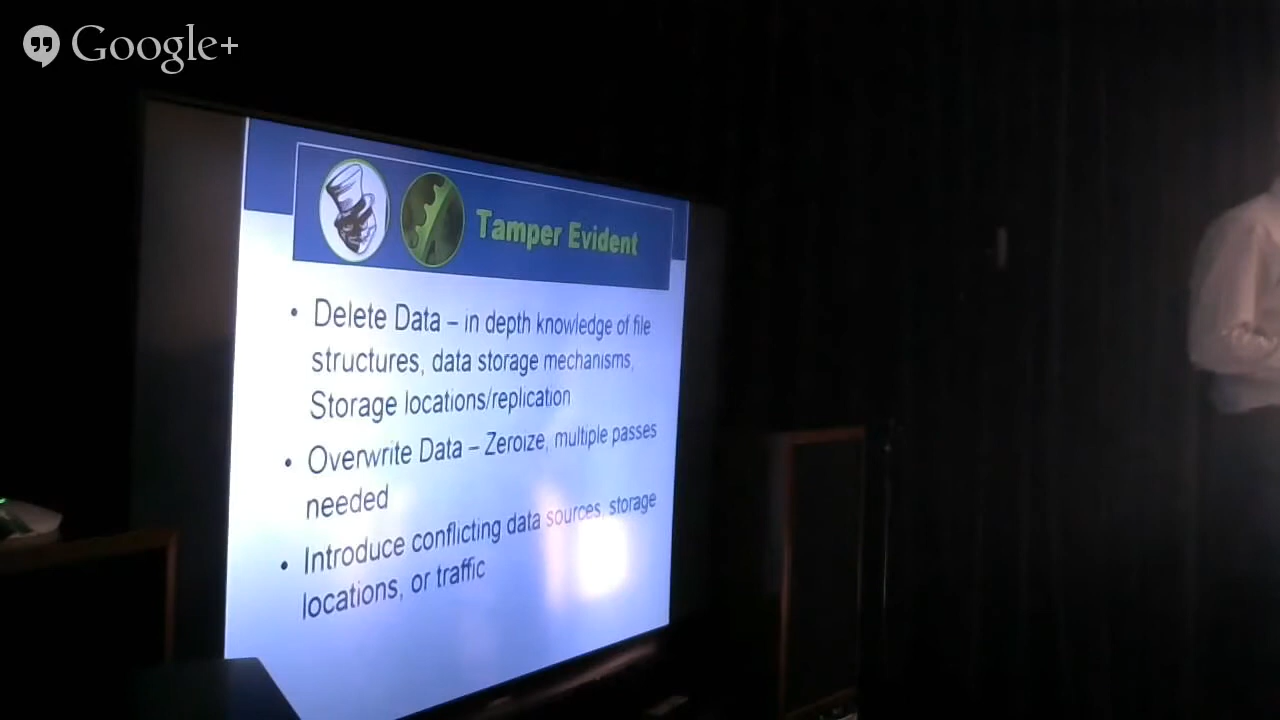 Google+
Tamper Evident
• Delete Data – in depth knowledge of file
structures, data storage mechanisms,
Storage locations/replication
• Overwrite Data – Zeroize, multiple passes
needed
• Introduce conflicting data sources, storage
locations, or traffic